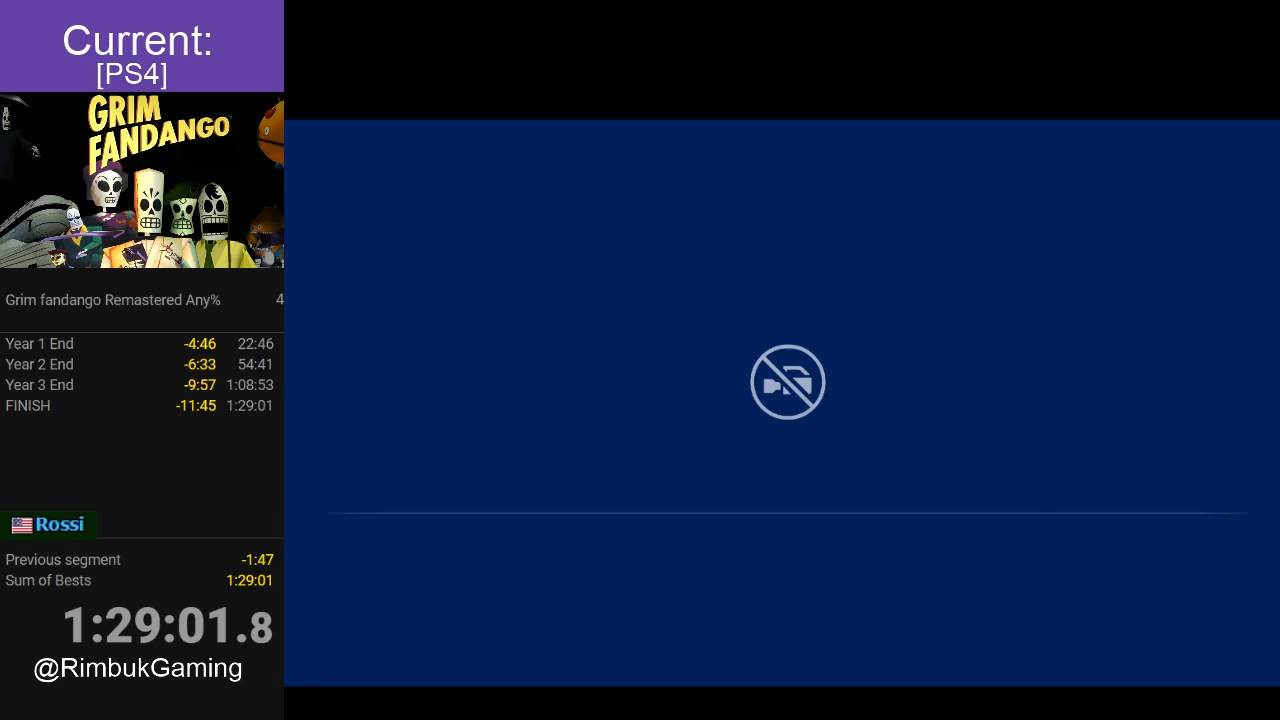 Current:
[PS4]
GRIM
FANDANGO
Grim fandango Remastered Any% 4
Year 1 End -4:46 22:46
Year 2 End -6:33 54:41
Year 3 End -9:57 1:08:53
FINISH -11:45 1:29:01
Rossi
Previous segment -1:47
Sum of Bests 1:29:01
1:29:01.8
@RimbukGaming